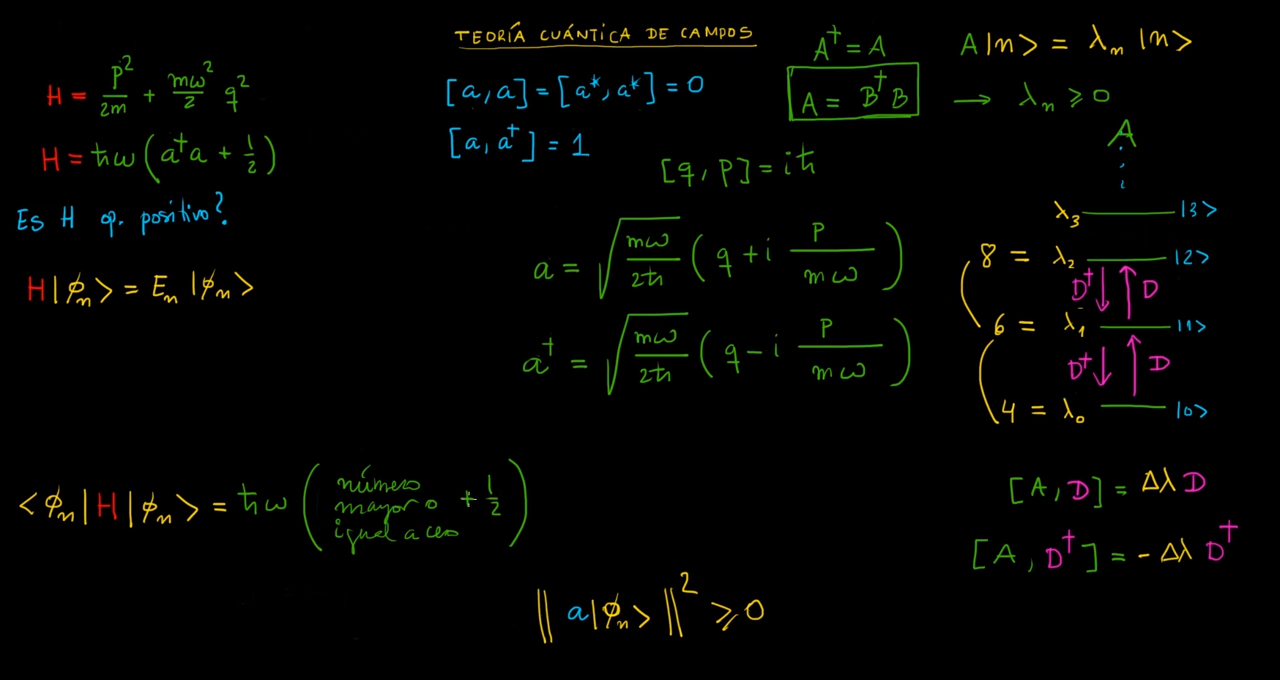 TEORÍA CUÁNTICA DE CAMPOS
H = p²/2m + mω²/2 q²
H = ħω (a†a + 1/2)
Es H op. positivo?
H|ϕₙ> = Eₙ|ϕₙ>
<ϕₙ|H|ϕₙ> = ħω (número mayor o igual a cero + 1/2)
[a,a] = [a*,a*] = 0
[a,a†] = 1
[q,p] = iħ
a = √(mω/2ħ) (q + i p/mω)
a† = √(mω/2ħ) (q - i p/mω)
‖a|ϕₙ>‖² ⩾ 0
A† = A
A = B†B
A|n> = λₙ|n>
→ λₙ ⩾ 0
A
λ₃ |3>
8 = λ₂ |2>
D† ↓ ↑ D
6 = λ₁ |1>
D† ↓ ↑ D
4 = λ₀ |0>
[A,D] = Δλ D
[A,D†] = -Δλ D†